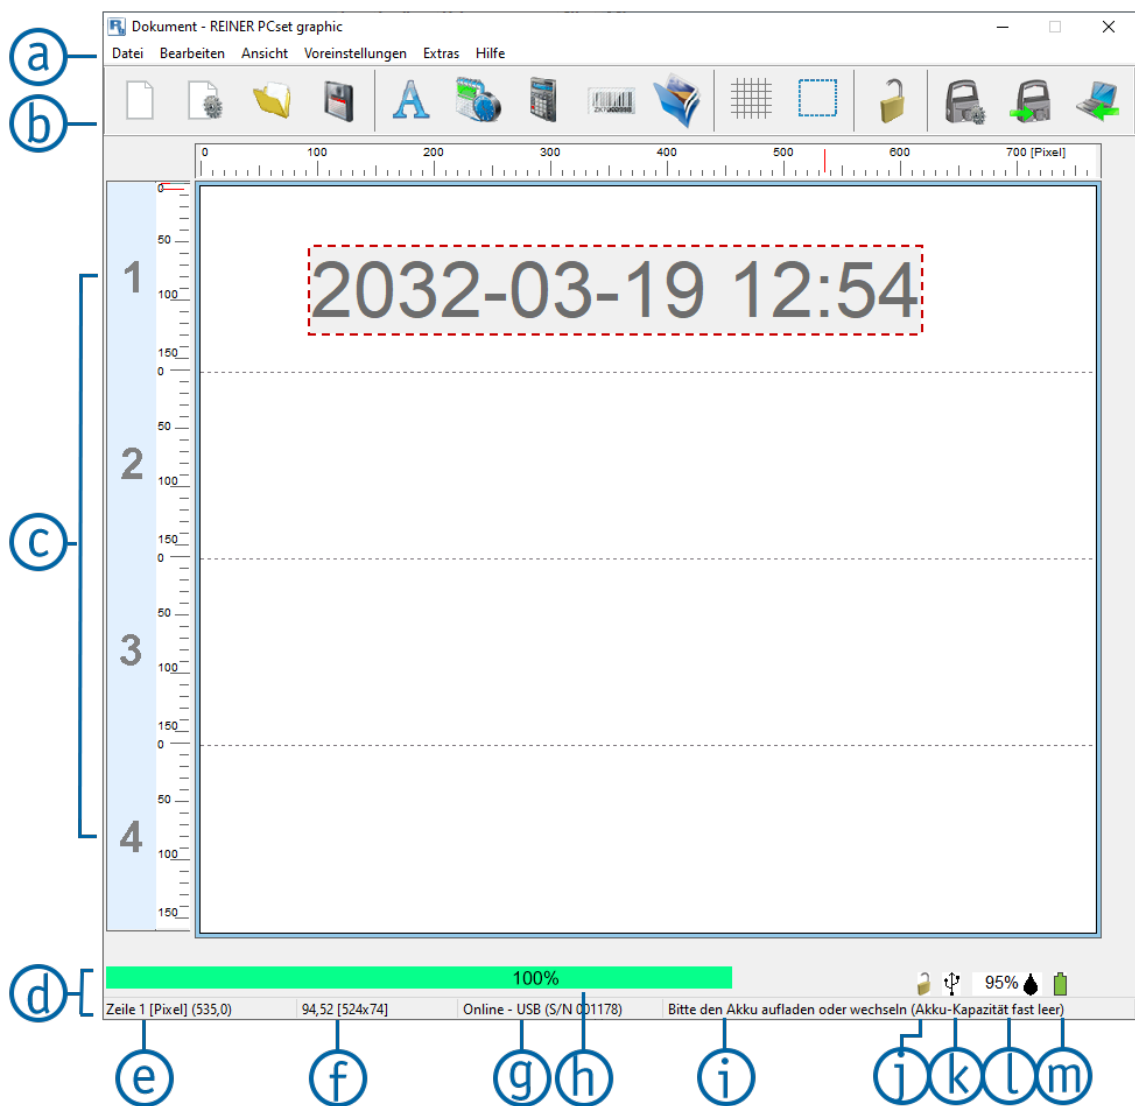 Dokument - REINER PCset graphic
a
Datei Bearbeiten Ansicht Voreinstellungen Extras Hilfe
b
0 100 200 300 400 500 600 700 [Pixel]
0
50
1
100
150
2032-03-19 12:54
0
50
2
100
150
c
0
50
3
100
150
0
50
4
100
150
d
100%
95%
Zeile 1 [Pixel] (535,0) 94,52 [524x74] Online - USB (S/N 001178) Bitte den Akku aufladen oder wechseln (Akku-Kapazität fast leer)
e f g h i j k l m